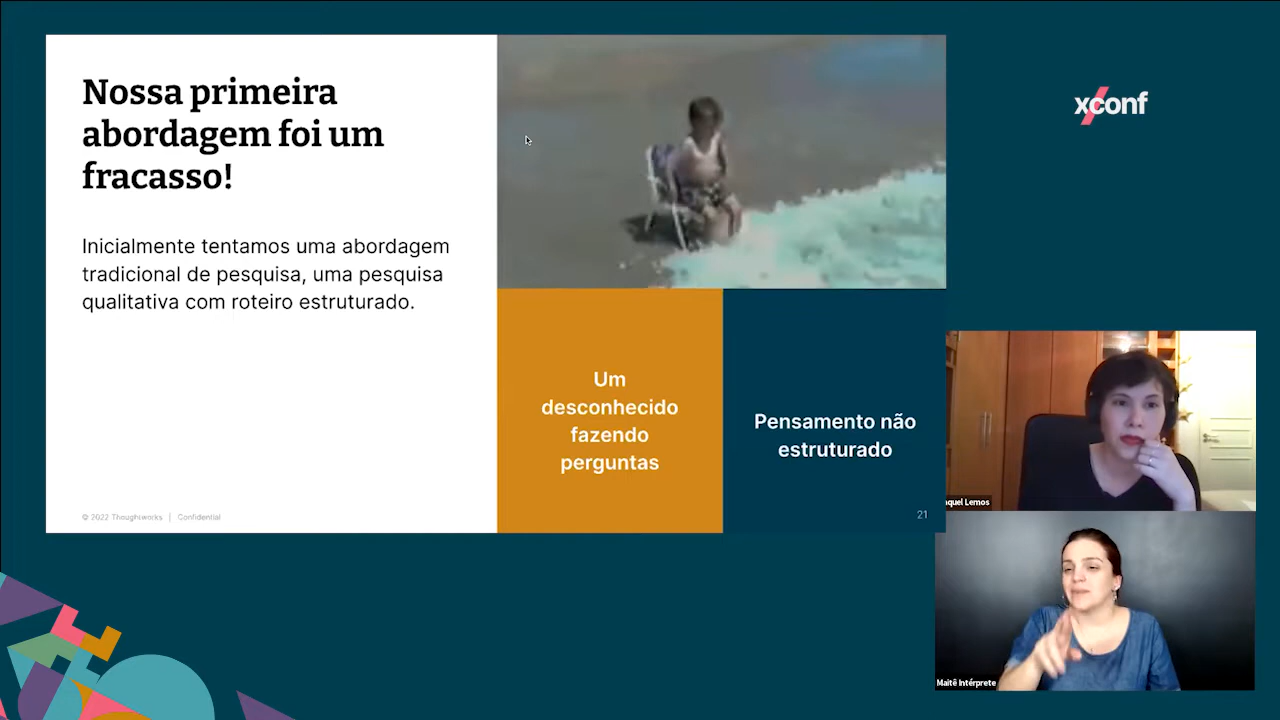 Nossa primeira
abordagem foi um
fracasso!
Inicialmente tentamos uma abordagem
tradicional de pesquisa, uma pesquisa
qualitativa com roteiro estruturado.
© 2022 Thoughtworks | Confidential
Um
desconhecido
fazendo
perguntas
Pensamento não
estruturado
21
xconf
aquel Lemos
Maitê Intérprete